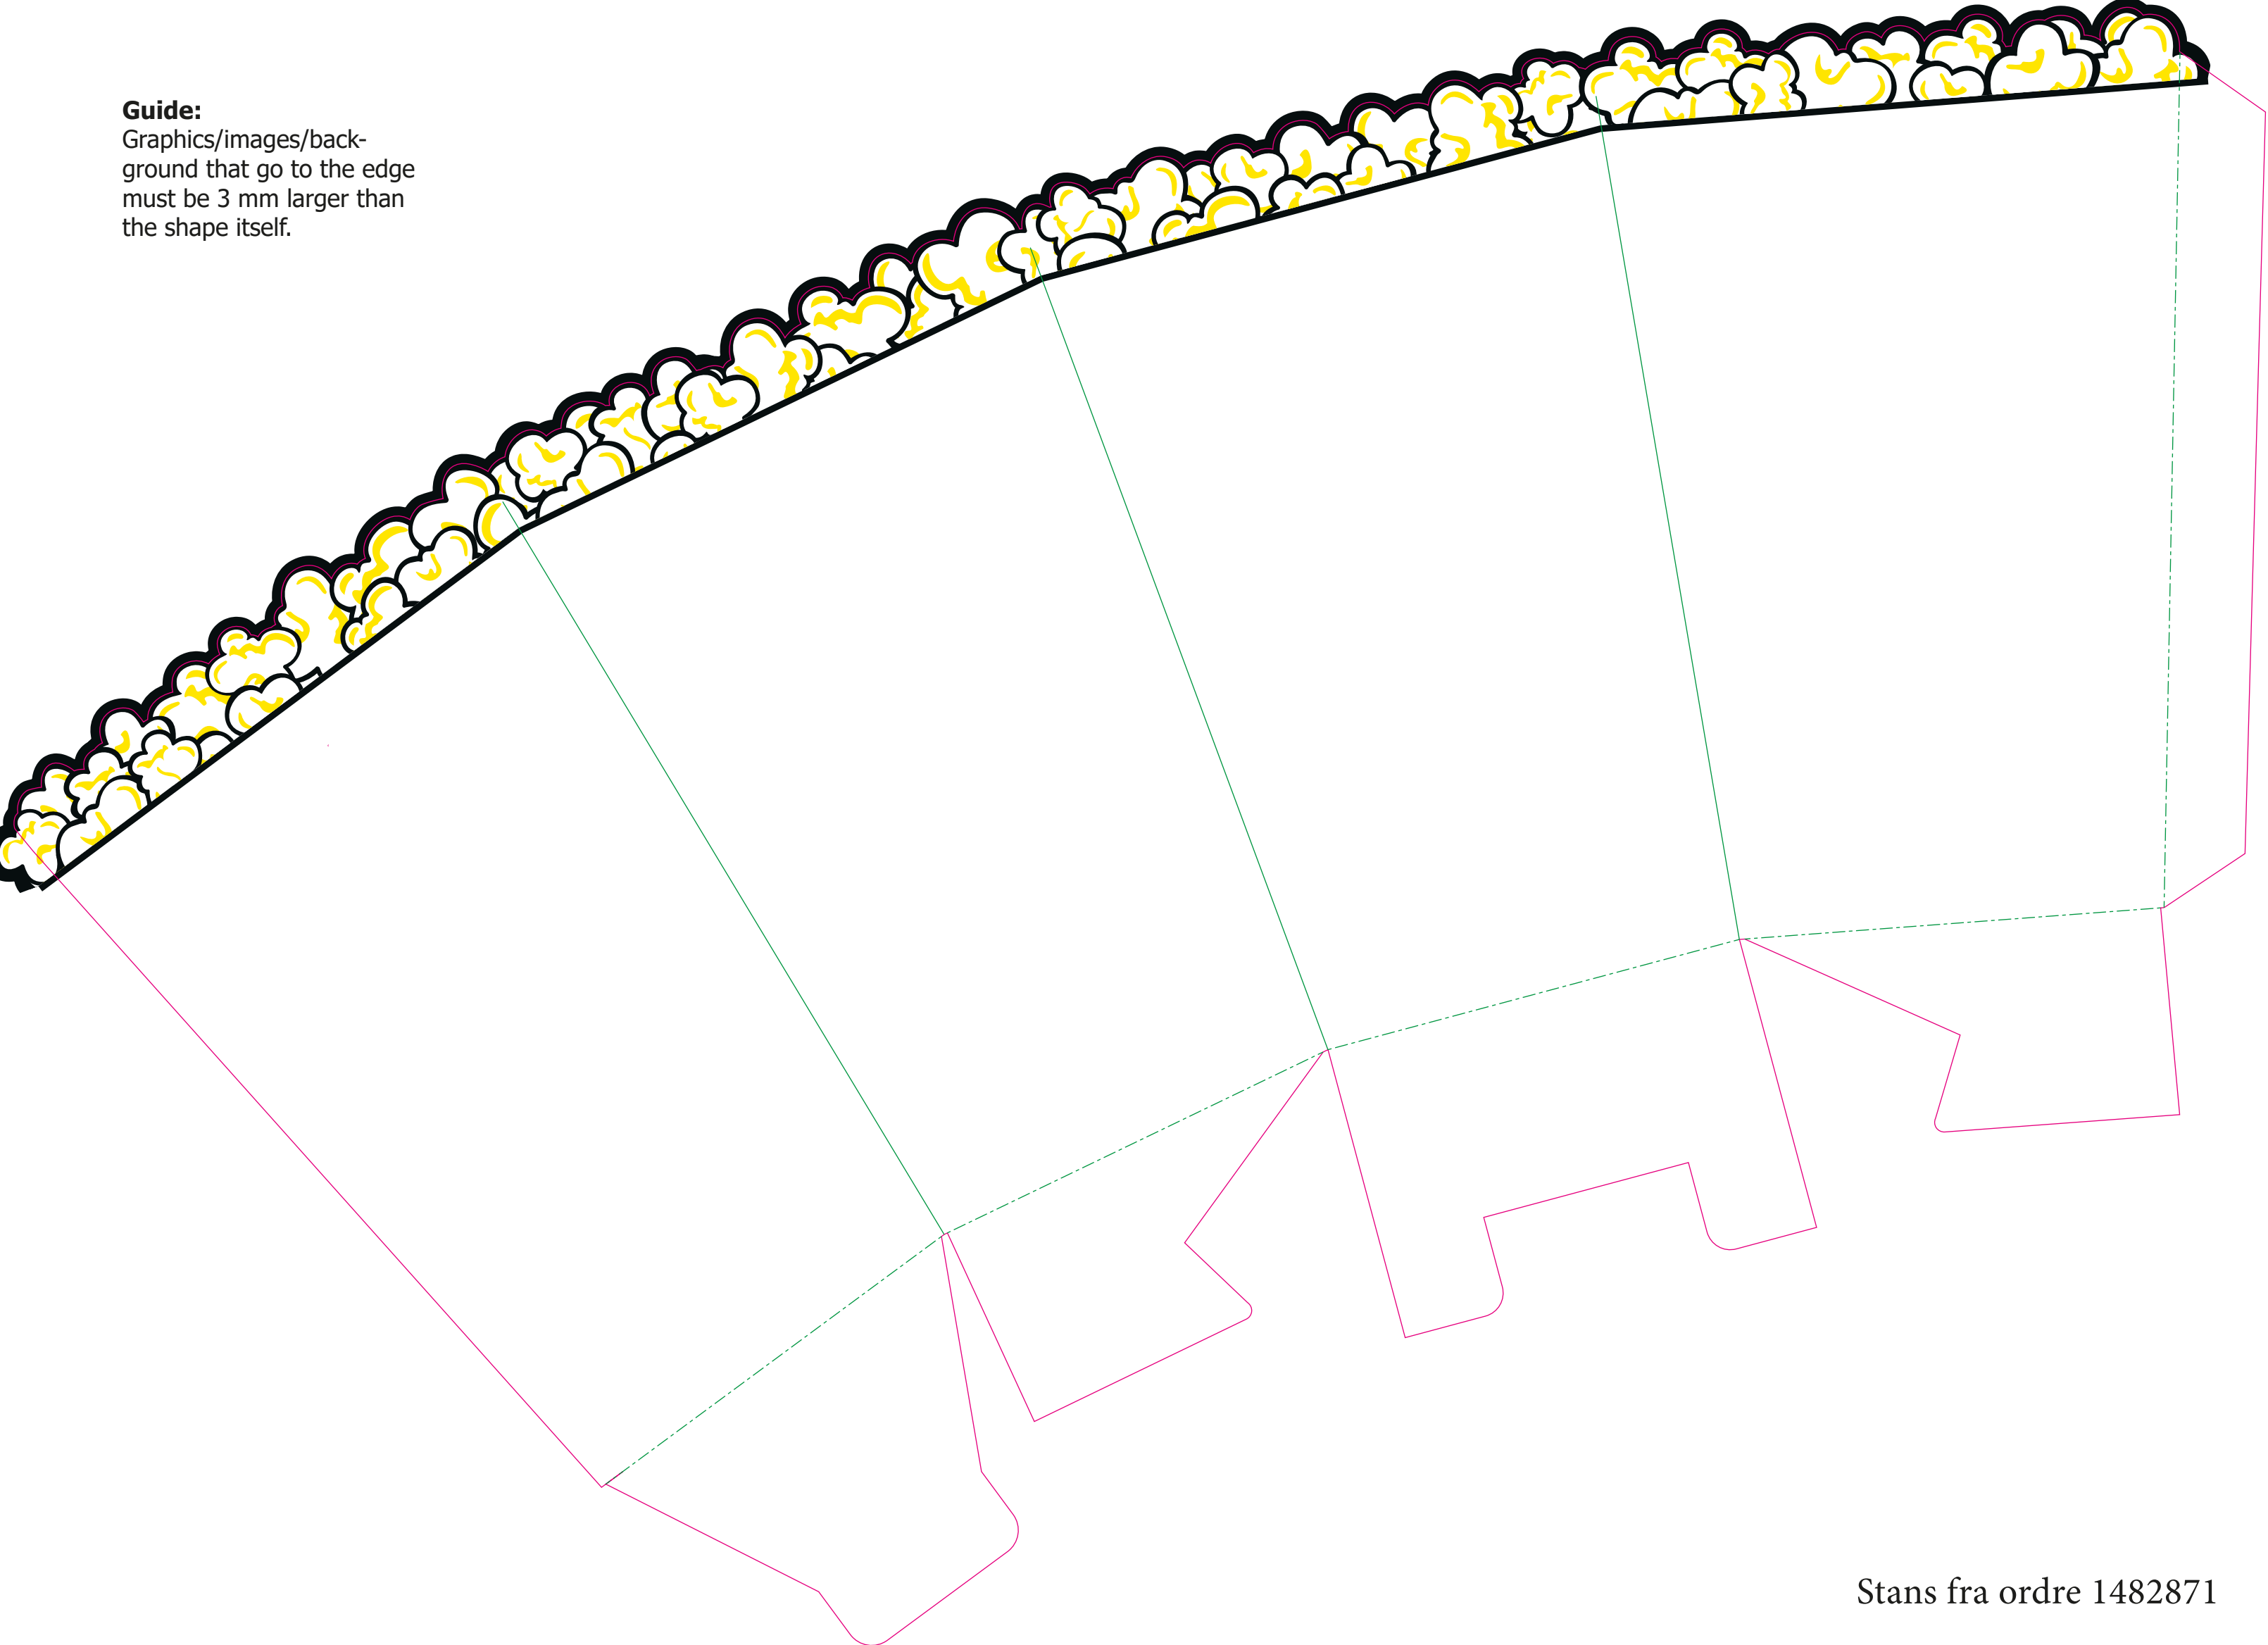 Guide:
Graphics/images/back-
ground that go to the edge
must be 3 mm larger than
the shape itself.
Stans fra ordre 1482871